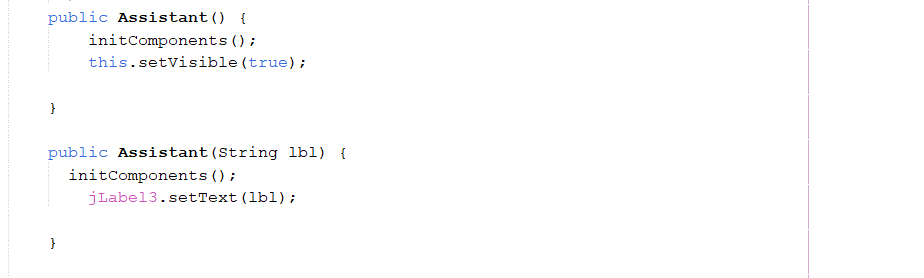 public Assistant() {
initComponents();
this.setVisible(true);
}
public Assistant(String lbl) {
initComponents();
jLabel3.setText(lbl);
}